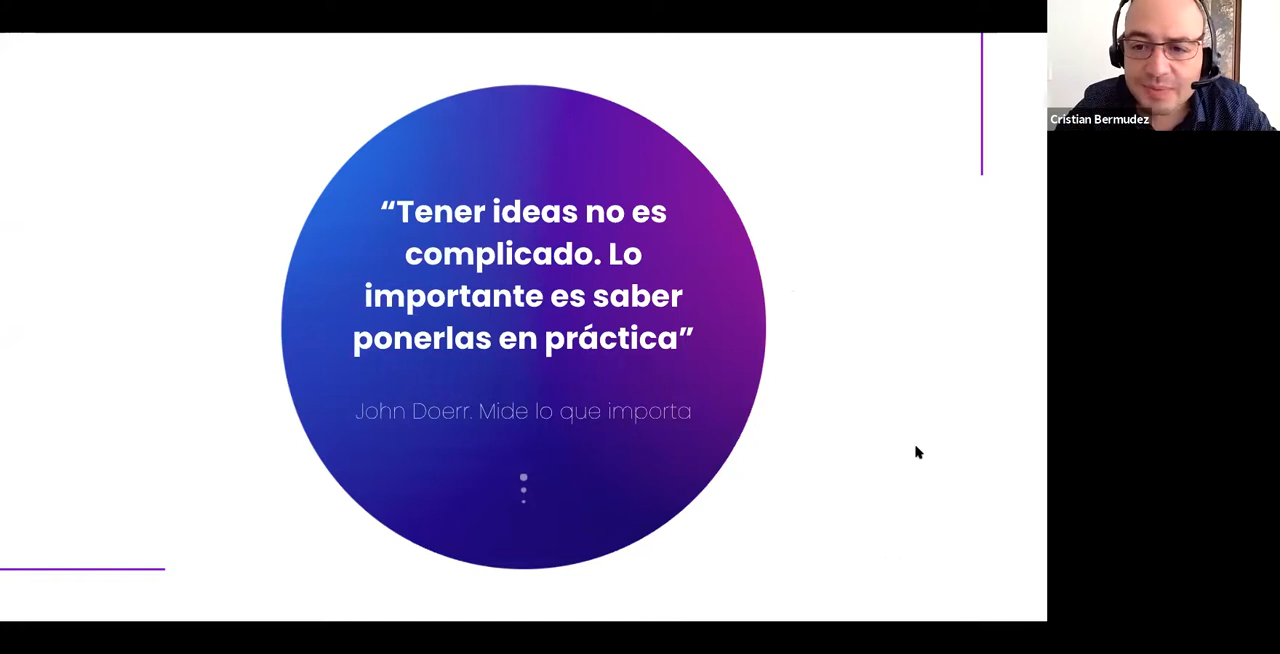 “Tener ideas no es
complicado. Lo
importante es saber
ponerlas en práctica”
John Doerr. Mide lo que importa
Cristian Bermudez